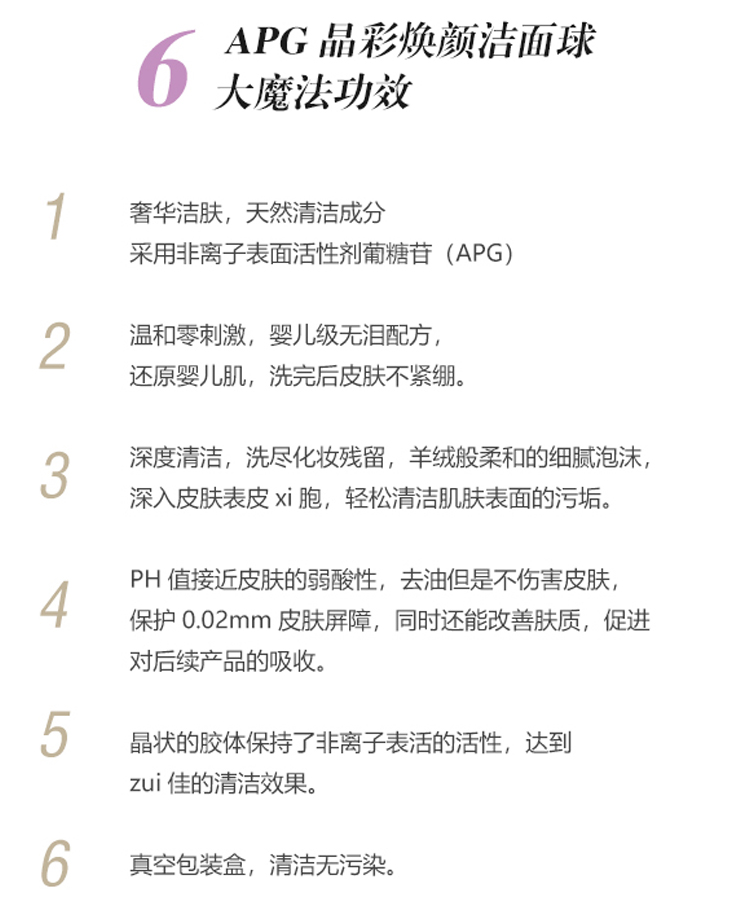 6
APG 晶彩焕颜洁面球
大魔法功效
1
奢华洁肤，天然清洁成分
采用非离子表面活性剂葡糖苷（APG）
2
温和零刺激，婴儿级无泪配方，
还原婴儿肌，洗完后皮肤不紧绷。
3
深度清洁，洗尽化妆残留，羊绒般柔和的细腻泡沫，
深入皮肤表皮 xi 胞，轻松清洁肌肤表面的污垢。
4
PH 值接近皮肤的弱酸性，去油但是不伤害皮肤，
保护 0.02mm 皮肤屏障，同时还能改善肤质，促进
对后续产品的吸收。
5
晶状的胶体保持了非离子表活的活性，达到
zui 佳的清洁效果。
6
真空包装盒，清洁无污染。